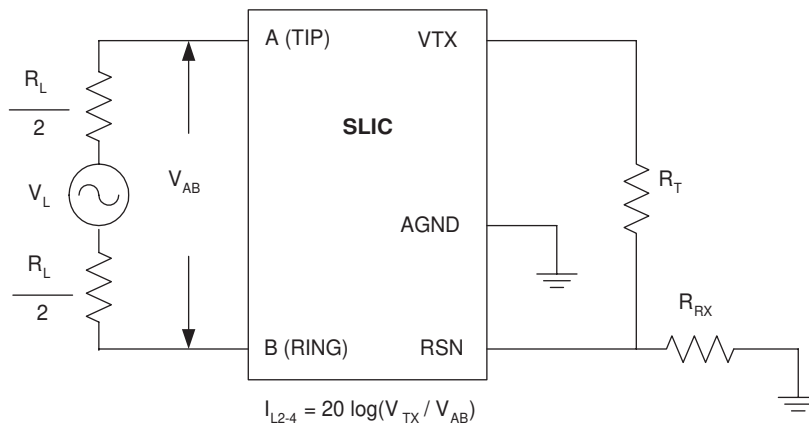 A (TIP)
VTX
R_L
2
SLIC
V_L
V_AB
R_T
AGND
R_L
2
R_RX
B (RING)
RSN
I_L2-4 = 20 log(V_TX / V_AB)